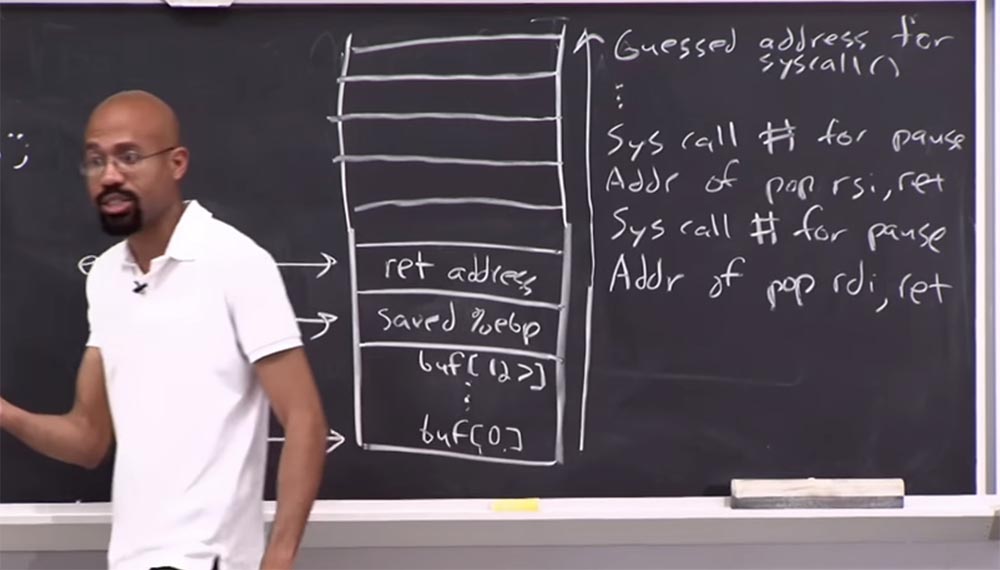 ret address
saved %ebp
buf[127]
⋮
buf[0]
Guessed address for
syscall()
⋮
Sys call # for pause
Addr of pop rsi, ret
Sys call # for pause
Addr of pop rdi, ret